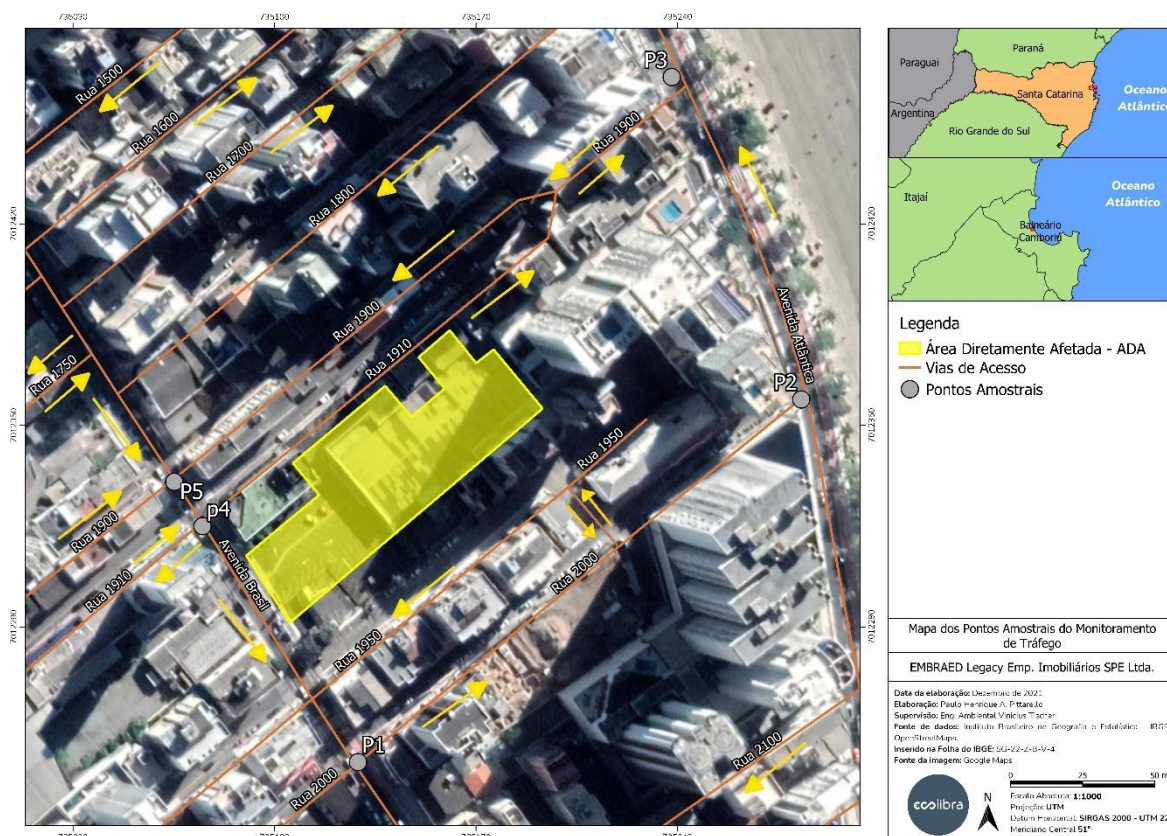 735030
735100
735170
735240
7012420
7012350
7012280
Rua 1500
Rua 1600
Rua 1700
Rua 1800
Rua 1900
P3
Rua 1900
Rua 1910
Rua 1750
Avenida Atlântica
P2
Rua 1950
P5
p4
Rua 1900
Rua 1910
Avenida Brasil
Rua 2000
Rua 1950
P1
Rua 2000
Rua 2100
7012420
7012280
735100
735170
Paraguai
Paraná
Santa Catarina
Argentina
Rio Grande do Sul
Oceano
Atlântico
Itajaí
Oceano
Atlântico
Balneário
Camboriú
Legenda
Área Diretamente Afetada - ADA
Vias de Acesso
Pontos Amostrais
Mapa dos Pontos Amostrais do Monitoramento
de Tráfego
EMBRAED Legacy Emp. Imobiliários SPE Ltda.
Data da elaboração: Dezembro de 2021
Elaboração: Paulo Henrique A. Pittarello
Supervisão: Eng. Ambiental Vinicius Tischer
Fonte de dados: Instituto Brasileiro de Geografia e Estatístico - IBGE
OpenStreetMaps.
Inserido na Folha do IBGE: SG-22-Z-B-V-4
Fonte da imagem: Google Maps
ecolibra
N
0 25 50 m
Escala Absoluta: 1:1000
Projeção: UTM
Datum Horizontal: SIRGAS 2000 - UTM 22
Meridiano Central: 51°